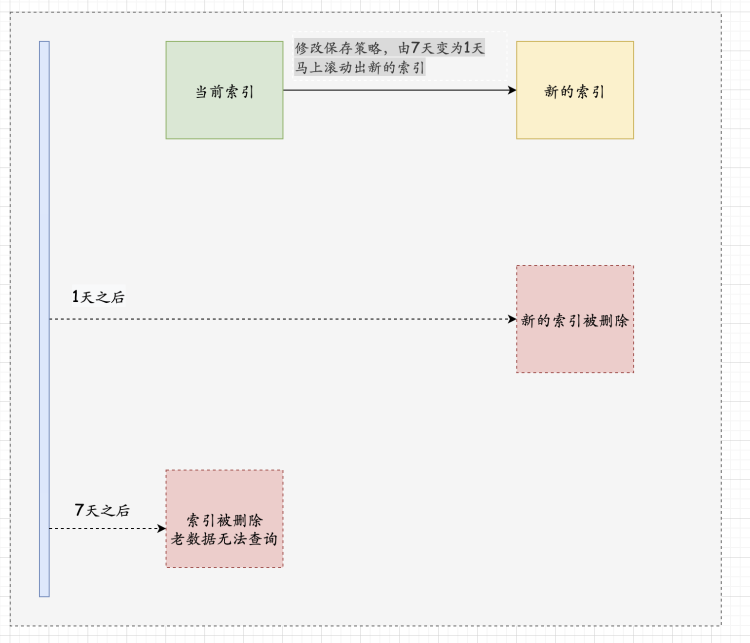 修改保存策略，由7天变为1天
马上滚动出新的索引
当前索引
新的索引
1天之后
新的索引被删除
7天之后
索引被删除
老数据无法查询